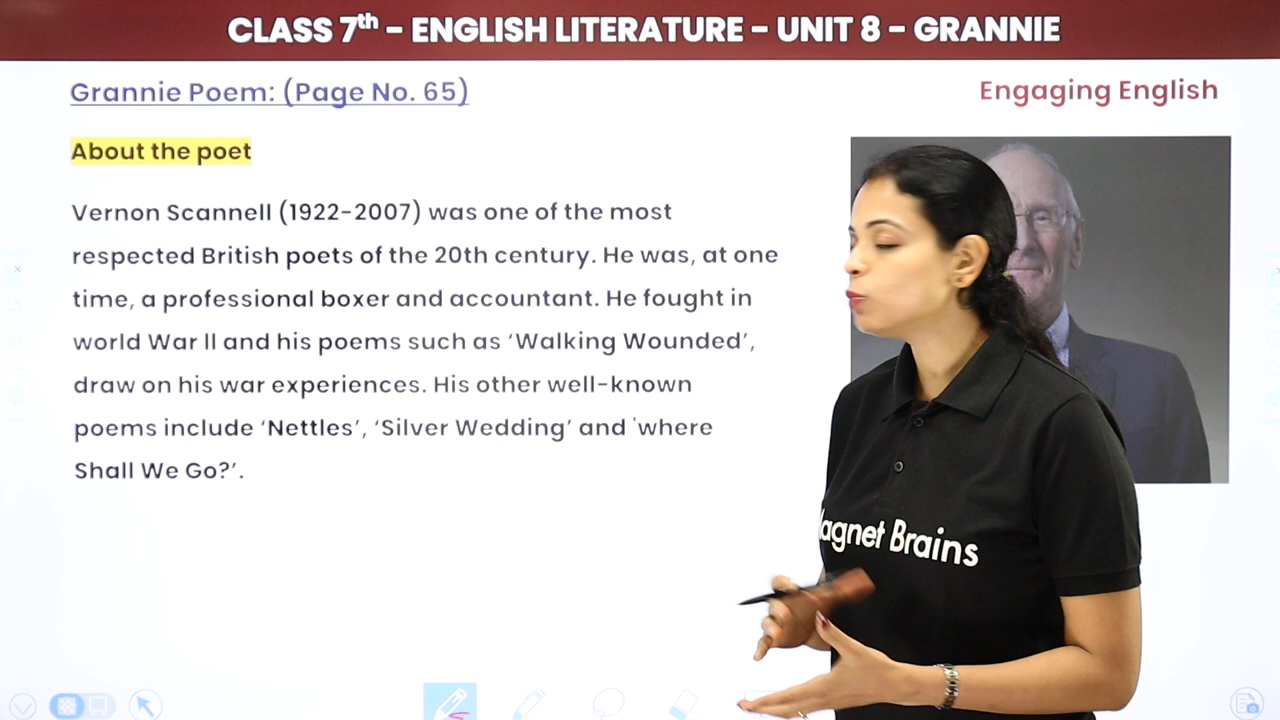 CLASS 7th - ENGLISH LITERATURE - UNIT 8 - GRANNIE
Grannie Poem: (Page No. 65)
Engaging English
About the poet
Vernon Scannell (1922-2007) was one of the most
respected British poets of the 20th century. He was, at one
time, a professional boxer and accountant. He fought in
world War ll and his poems such as ‘Walking Wounded’,
draw on his war experiences. His other well-known
poems include ‘Nettles’, ‘Silver Wedding’ and 'where
Shall We Go?’.
agnet Brains